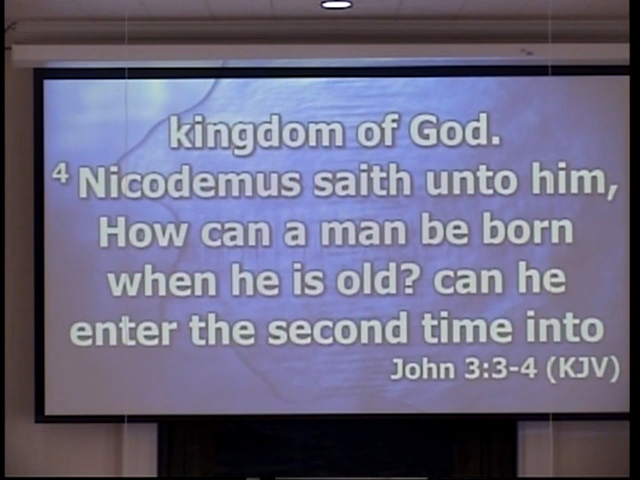 kingdom of God.
4 Nicodemus saith unto him,
How can a man be born
when he is old? can he
enter the second time into
John 3:3-4 (KJV)